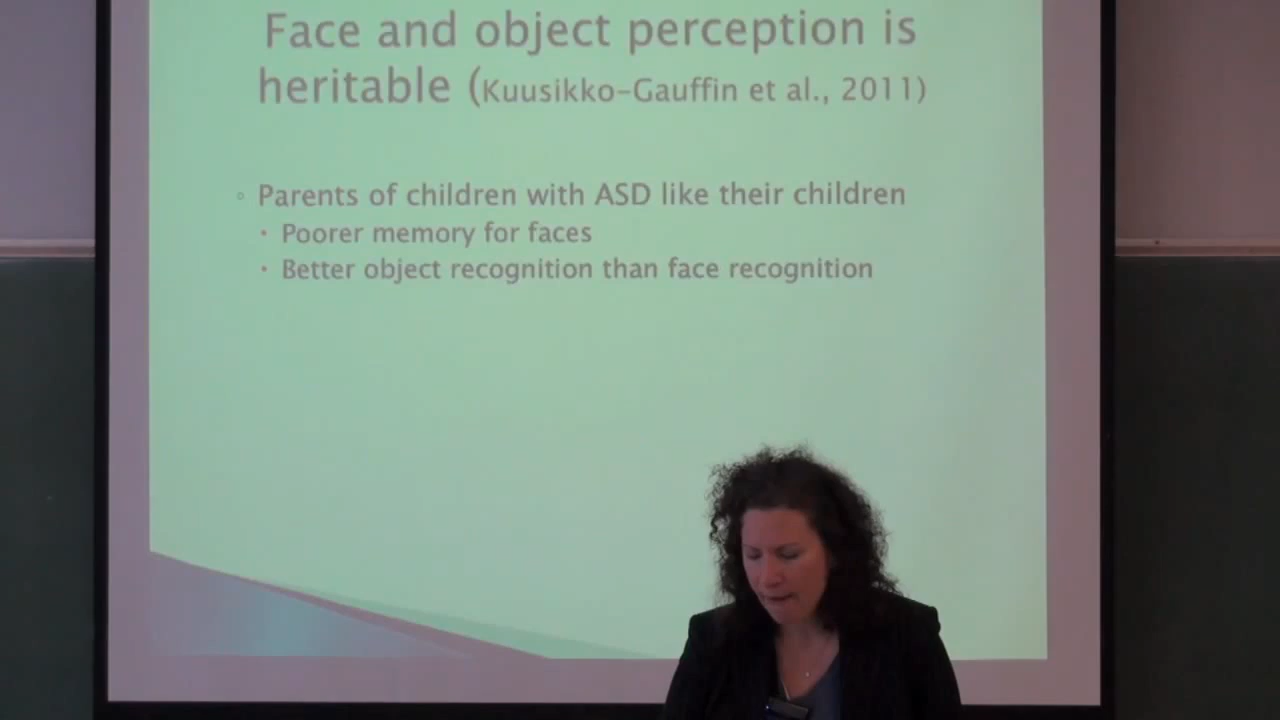 Face and object perception is
heritable (Kuusikko-Gauffin et al., 2011)
Parents of children with ASD like their children
Poorer memory for faces
Better object recognition than face recognition